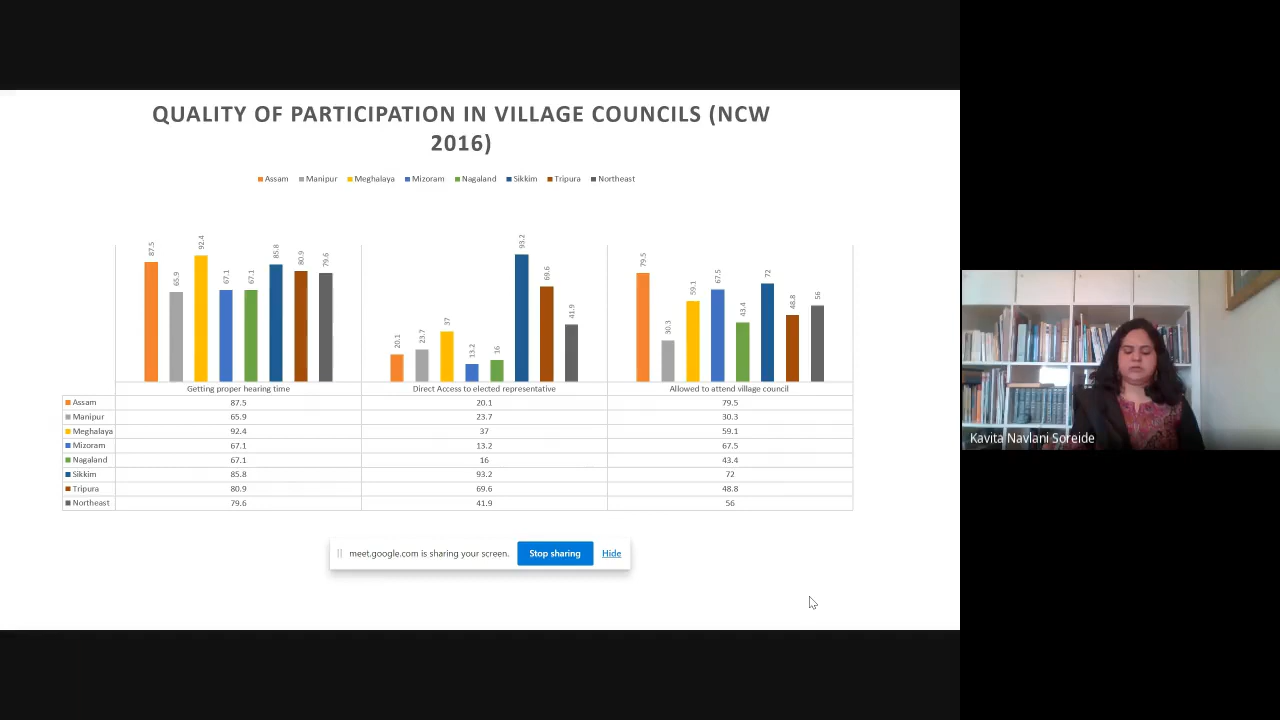 QUALITY OF PARTICIPATION IN VILLAGE COUNCILS (NCW
2016)
Assam Manipur Meghalaya Mizoram Nagaland Sikkim Tripura Northeast
87.5 65.9 92.4 67.1 67.1 85.8 80.9 79.6
20.1 23.7 37 13.2 16 93.2 69.6 41.9
79.5 30.3 59.1 67.5 43.4 72 48.8 56
Getting proper hearing time Direct Access to elected representative Allowed to attend village council
Assam 87.5 20.1 79.5
Manipur 65.9 23.7 30.3
Meghalaya 92.4 37 59.1
Mizoram 67.1 13.2 67.5
Nagaland 67.1 16 43.4
Sikkim 85.8 93.2 72
Tripura 80.9 69.6 48.8
Northeast 79.6 41.9 56
meet.google.com is sharing your screen. Stop sharing Hide
Kavita Navlani Soreide